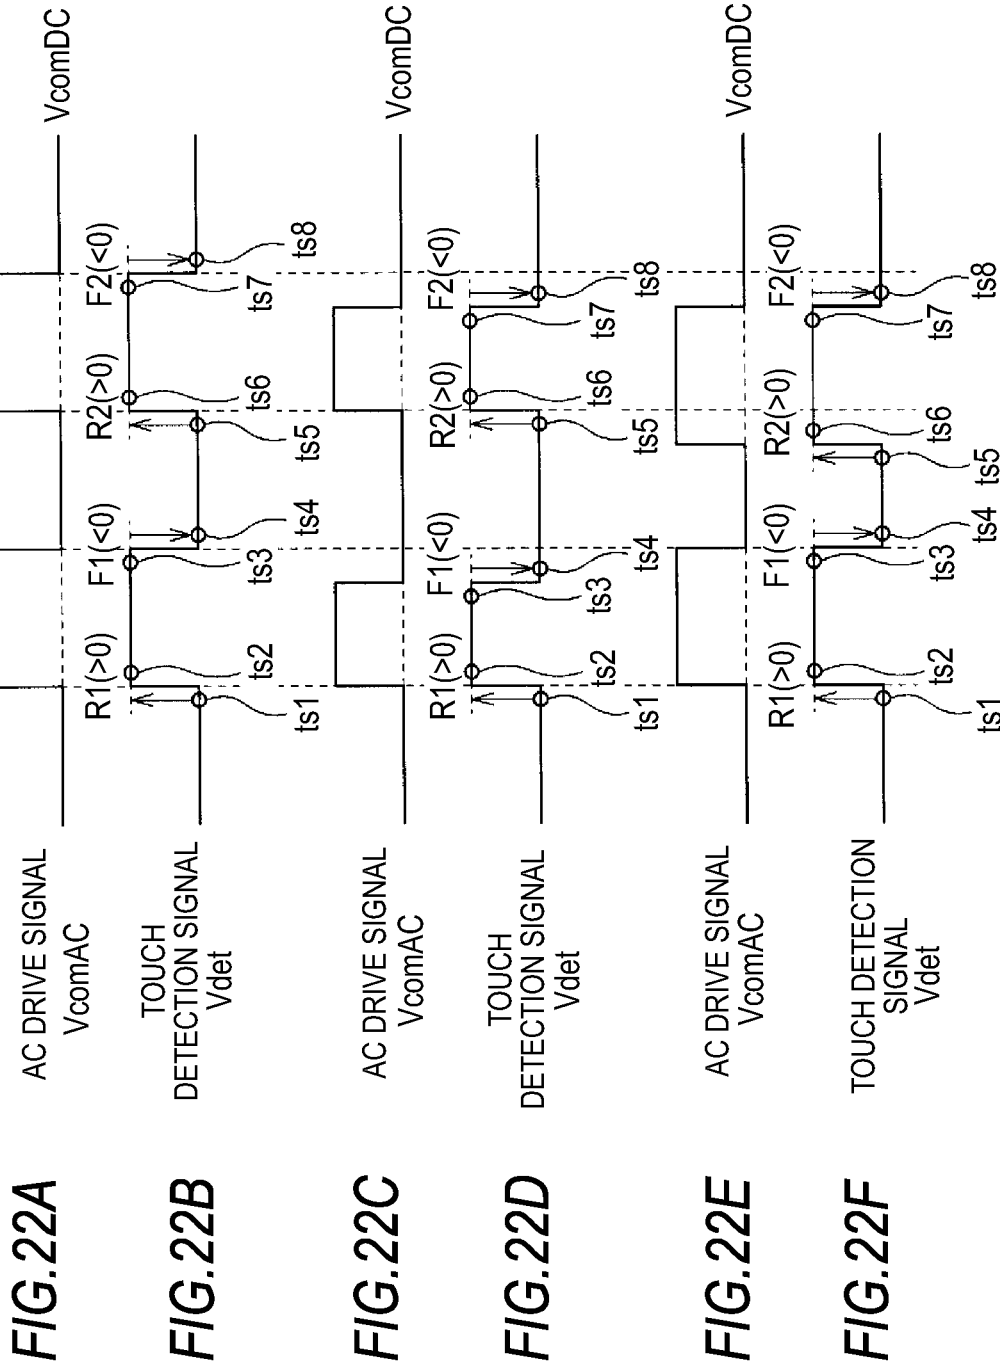 FIG.22A
AC DRIVE SIGNAL
VcomAC
VcomDC
FIG.22B
TOUCH
DETECTION SIGNAL
Vdet
R1(>0)
F1(<0)
R2(>0)
F2(<0)
ts1
ts2
ts3
ts4
ts5
ts6
ts7
ts8
FIG.22C
AC DRIVE SIGNAL
VcomAC
VcomDC
FIG.22D
TOUCH
DETECTION SIGNAL
Vdet
R1(>0)
F1(<0)
R2(>0)
F2(<0)
ts1
ts2
ts3
ts4
ts5
ts6
ts7
ts8
FIG.22E
AC DRIVE SIGNAL
VcomAC
VcomDC
FIG.22F
TOUCH DETECTION
SIGNAL
Vdet
R1(>0)
F1(<0)
R2(>0)
F2(<0)
ts1
ts2
ts3
ts4
ts5
ts6
ts7
ts8